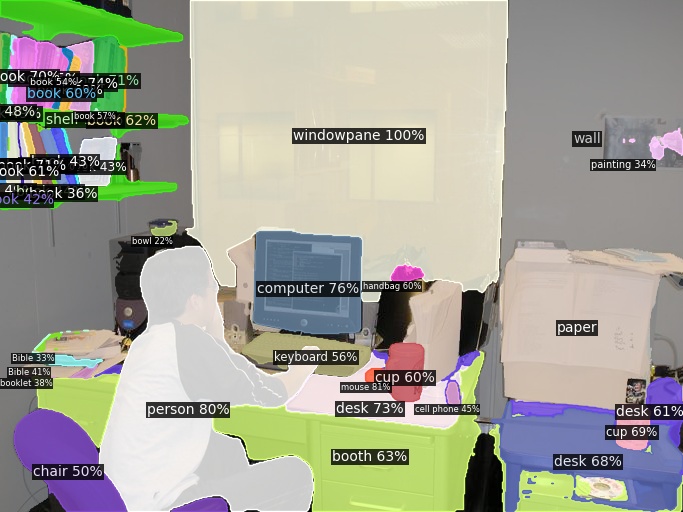 ook 70%
74%
1%
book 54%
book 60%
48%
shel
book 57%
book 62%
windowpane 100%
wall
painting 34%
71%
43%
43%
ook 61%
book 36%
ook 42%
bowl 22%
computer 76%
handbag 60%
paper
Bible 33%
Bible 41%
booklet 38%
keyboard 56%
cup 60%
mouse 81%
person 80%
desk 73%
cell phone 45%
desk 61%
cup 69%
booth 63%
desk 68%
chair 50%